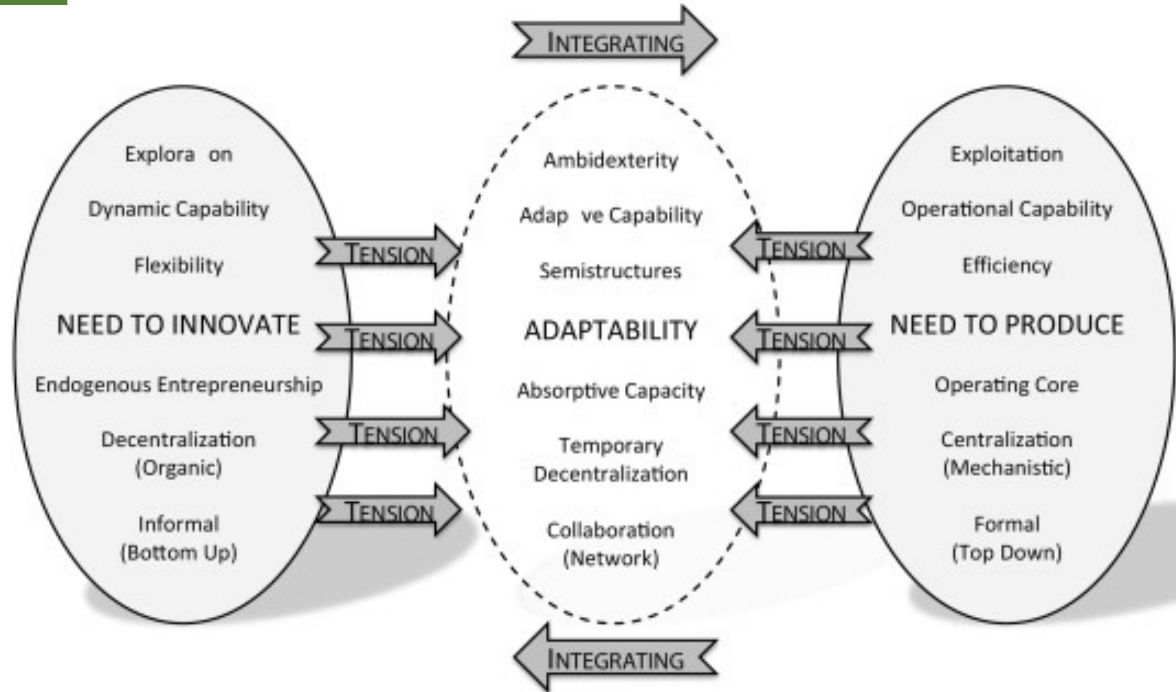 INTEGRATING
Explora on
Dynamic Capability
Flexibility
NEED TO INNOVATE
Endogenous Entrepreneurship
Decentralization
(Organic)
Informal
(Bottom Up)
TENSION
TENSION
TENSION
TENSION
Ambidexterity
Adap ve Capability
Semistructures
ADAPTABILITY
Absorptive Capacity
Temporary
Decentralization
Collaboration
(Network)
TENSION
TENSION
TENSION
TENSION
Exploitation
Operational Capability
Efficiency
NEED TO PRODUCE
Operating Core
Centralization
(Mechanistic)
Formal
(Top Down)
INTEGRATING